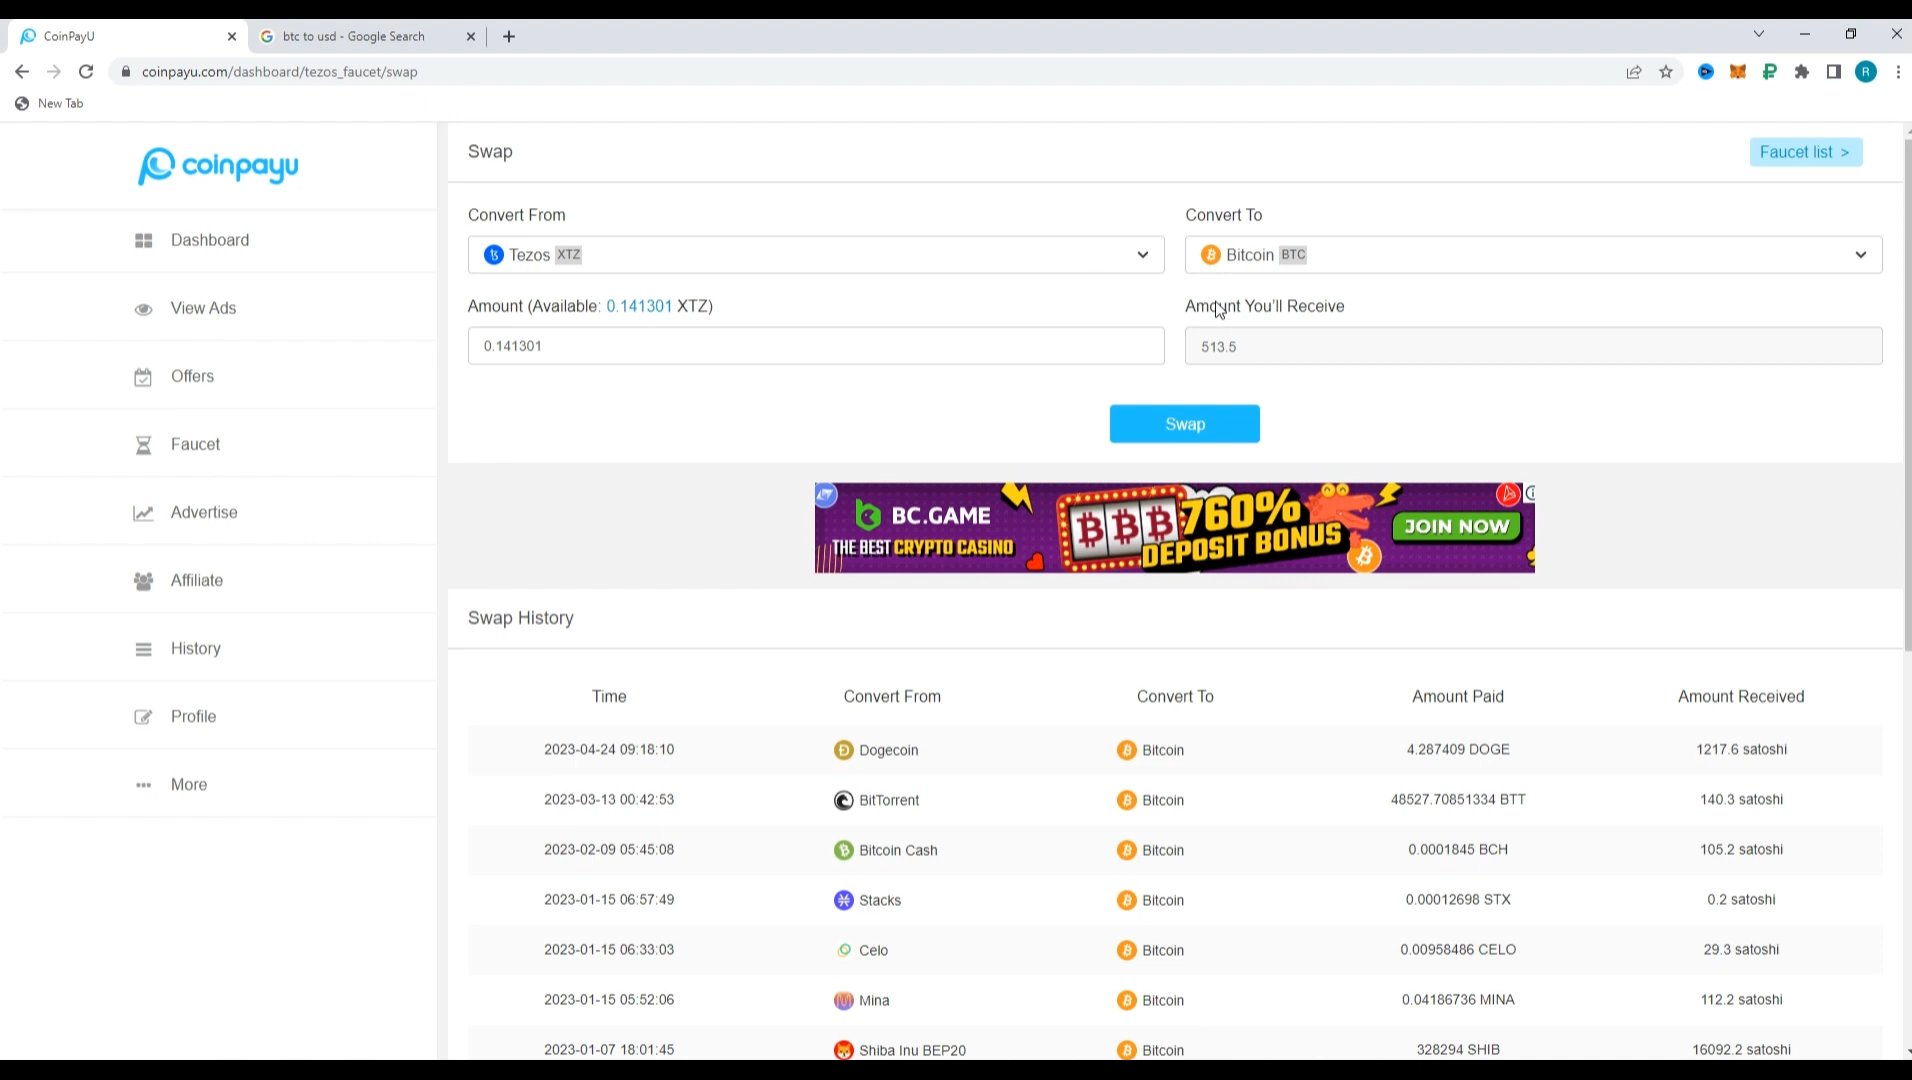 CoinPayU
btc to usd - Google Search
coinpayu.com/dashboard/tezos_faucet/swap
R
New Tab
coinpayu
Dashboard
View Ads
Offers
Faucet
Advertise
Affiliate
History
Profile
More
Swap
Faucet list >
Convert From
Convert To
Tezos XTZ
Bitcoin BTC
Amount (Available: 0.141301 XTZ)
Amount You'll Receive
0.141301
513.5
Swap
BC.GAME
THE BEST CRYPTO CASINO
760%
DEPOSIT BONUS
JOIN NOW
Swap History
Time Convert From Convert To Amount Paid Amount Received
2023-04-24 09:18:10 Dogecoin Bitcoin 4.287409 DOGE 1217.6 satoshi
2023-03-13 00:42:53 BitTorrent Bitcoin 48527.70851334 BTT 140.3 satoshi
2023-02-09 05:45:08 Bitcoin Cash Bitcoin 0.0001845 BCH 105.2 satoshi
2023-01-15 06:57:49 Stacks Bitcoin 0.00012698 STX 0.2 satoshi
2023-01-15 06:33:03 Celo Bitcoin 0.00958486 CELO 29.3 satoshi
2023-01-15 05:52:06 Mina Bitcoin 0.04186736 MINA 112.2 satoshi
2023-01-07 18:01:45 Shiba Inu BEP20 Bitcoin 328294 SHIB 16092.2 satoshi